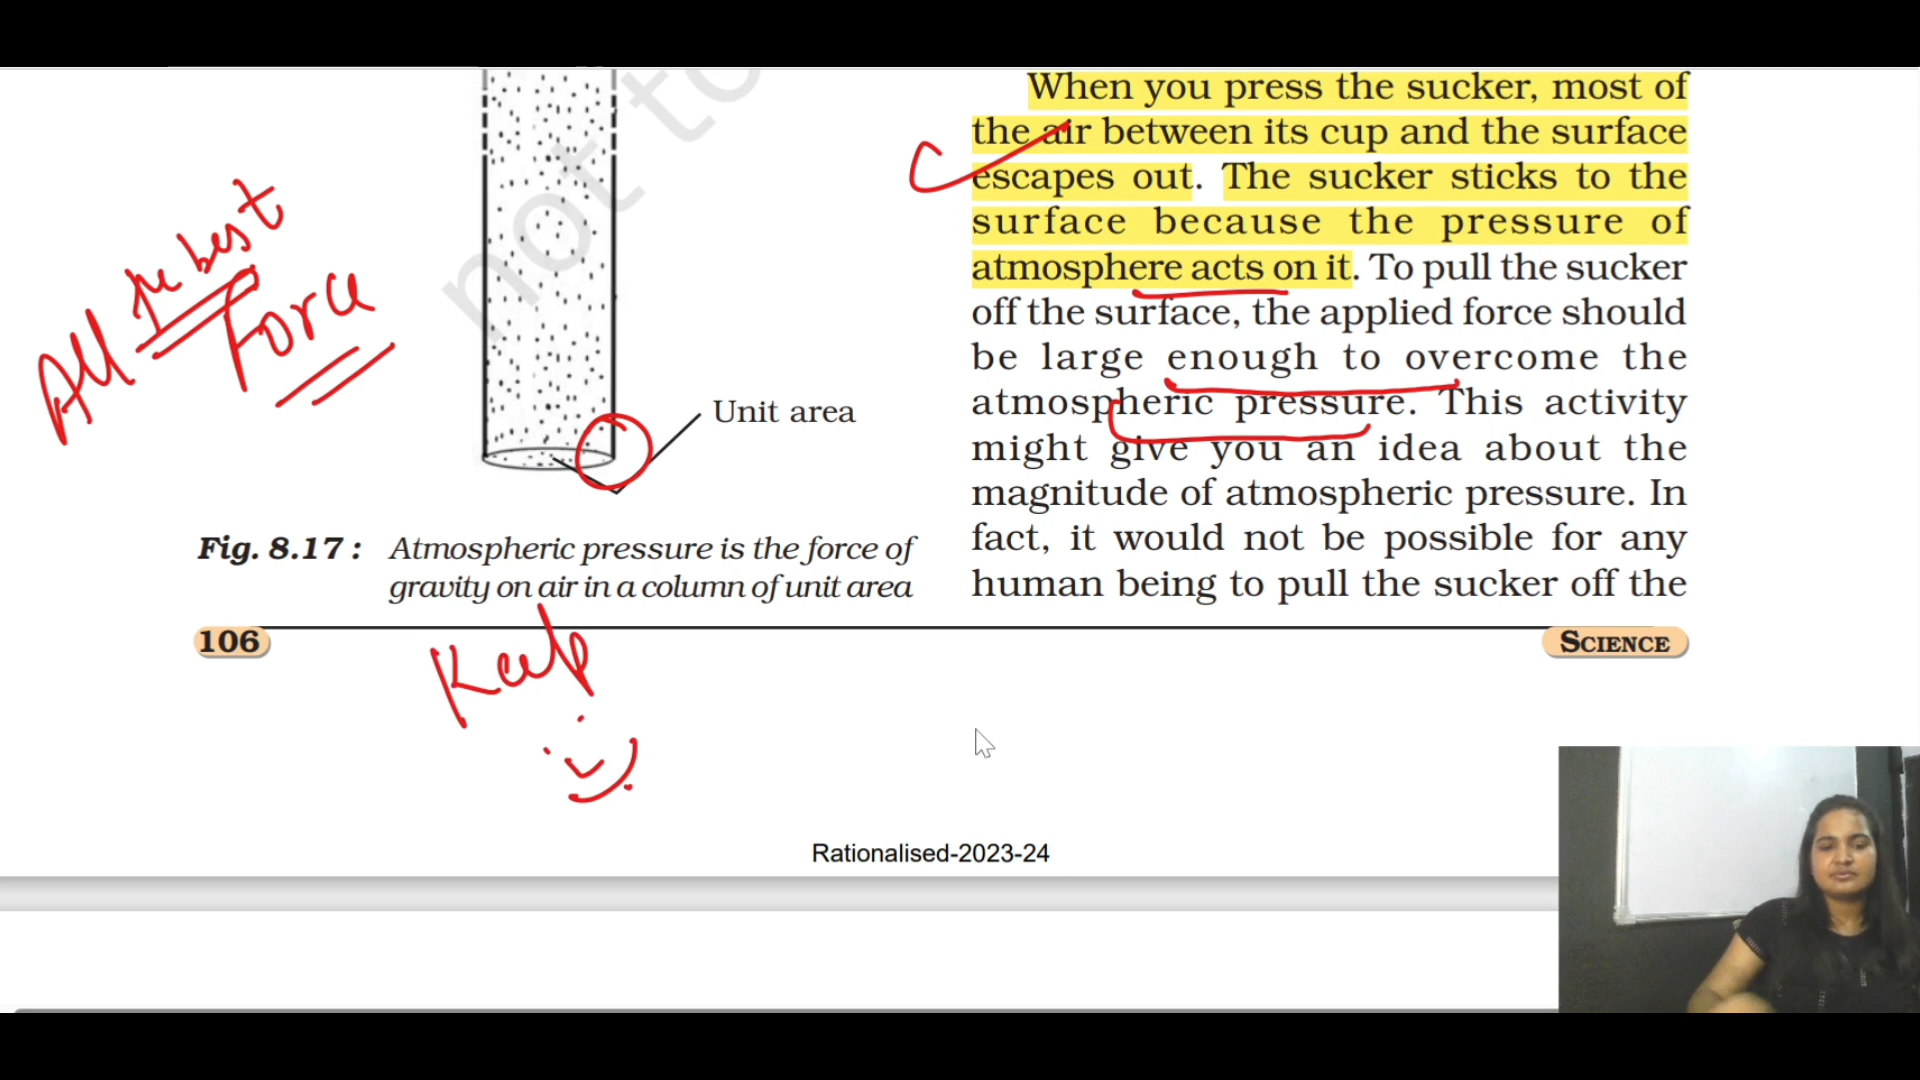 not to
Unit area
Fig. 8.17 : Atmospheric pressure is the force of
gravity on air in a column of unit area
106
All the best
Force
Keep
:)
When you press the sucker, most of
the air between its cup and the surface
escapes out. The sucker sticks to the
surface because the pressure of
atmosphere acts on it. To pull the sucker
off the surface, the applied force should
be large enough to overcome the
atmospheric pressure. This activity
might give you an idea about the
magnitude of atmospheric pressure. In
fact, it would not be possible for any
human being to pull the sucker off the
SCIENCE
Rationalised-2023-24